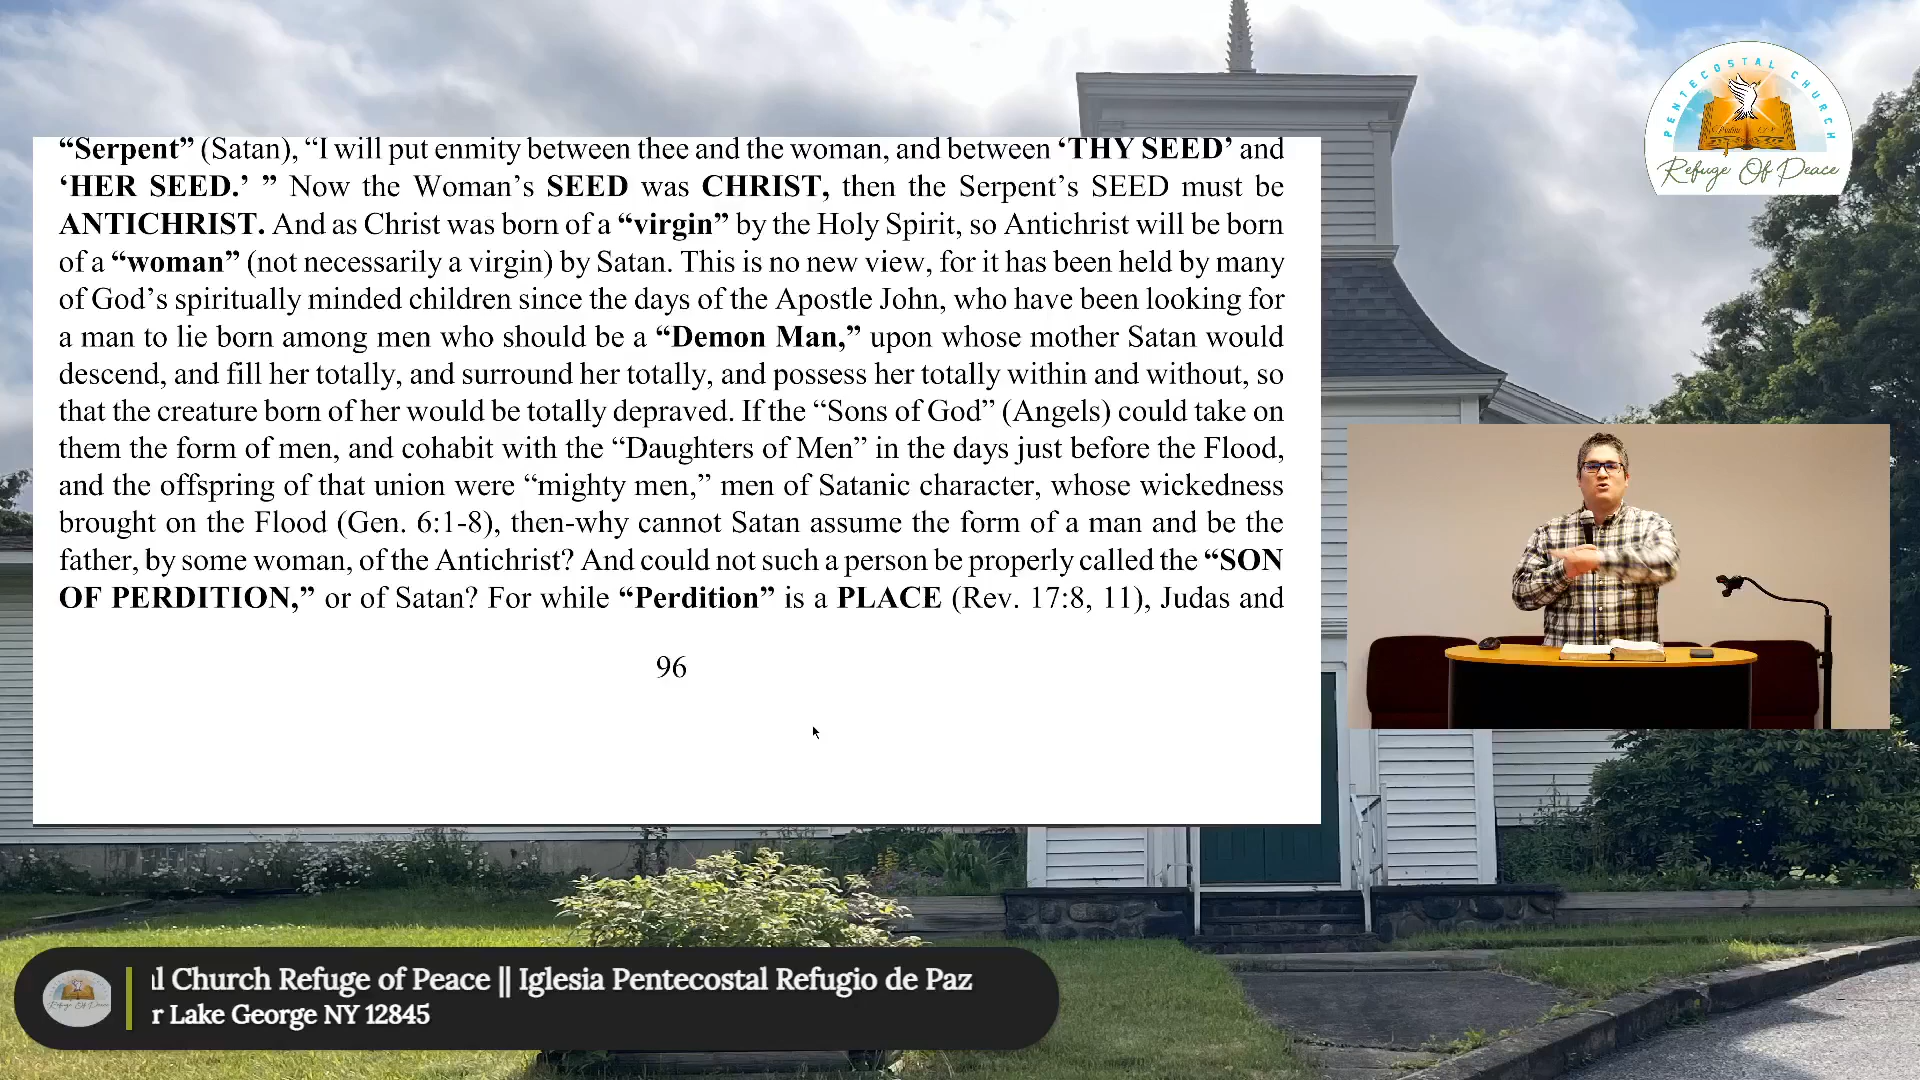 “Serpent” (Satan), “I will put enmity between thee and the woman, and between ‘THY SEED’ and
‘HER SEED.’ ” Now the Woman’s SEED was CHRIST, then the Serpent’s SEED must be
ANTICHRIST. And as Christ was born of a “virgin” by the Holy Spirit, so Antichrist will be born
of a “woman” (not necessarily a virgin) by Satan. This is no new view, for it has been held by many
of God’s spiritually minded children since the days of the Apostle John, who have been looking for
a man to lie born among men who should be a “Demon Man,” upon whose mother Satan would
descend, and fill her totally, and surround her totally, and possess her totally within and without, so
that the creature born of her would be totally depraved. If the “Sons of God” (Angels) could take on
them the form of men, and cohabit with the “Daughters of Men” in the days just before the Flood,
and the offspring of that union were “mighty men,” men of Satanic character, whose wickedness
brought on the Flood (Gen. 6:1-8), then-why cannot Satan assume the form of a man and be the
father, by some woman, of the Antichrist? And could not such a person be properly called the “SON
OF PERDITION,” or of Satan? For while “Perdition” is a PLACE (Rev. 17:8, 11), Judas and
96
PENTECOSTAL CHURCH
Refuge Of Peace
l Church Refuge of Peace || Iglesia Pentecostal Refugio de Paz
r Lake George NY 12845